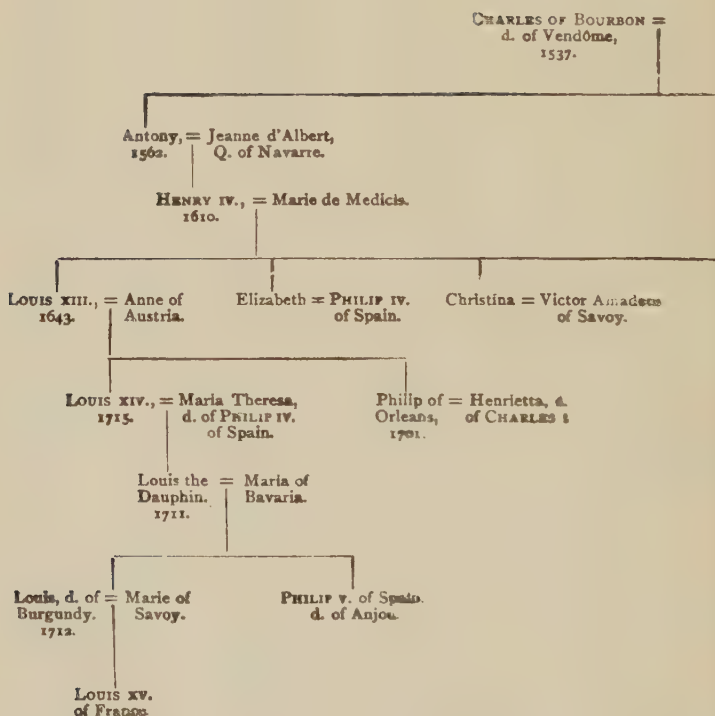 CHARLES OF BOURBON =
d. of Vendôme,
1537.
Antony, = Jeanne d'Albert,
1562. Q. of Navarre.
HENRY IV., = Marie de Medicis.
1610.
LOUIS XIII., = Anne of
1643. Austria.
Elizabeth = PHILIP IV.
of Spain.
Christina = Victor Amadeus
of Savoy.
LOUIS XIV., = Maria Theresa,
1715. d. of PHILIP IV.
of Spain.
Philip of = Henrietta, d.
Orleans, of CHARLES I
1701.
Louis the = Maria of
Dauphin. Bavaria.
1711.
Louis, d. of = Marie of
Burgundy. Savoy.
1712.
PHILIP V. of Spain.
d. of Anjou.
LOUIS XV.
of France